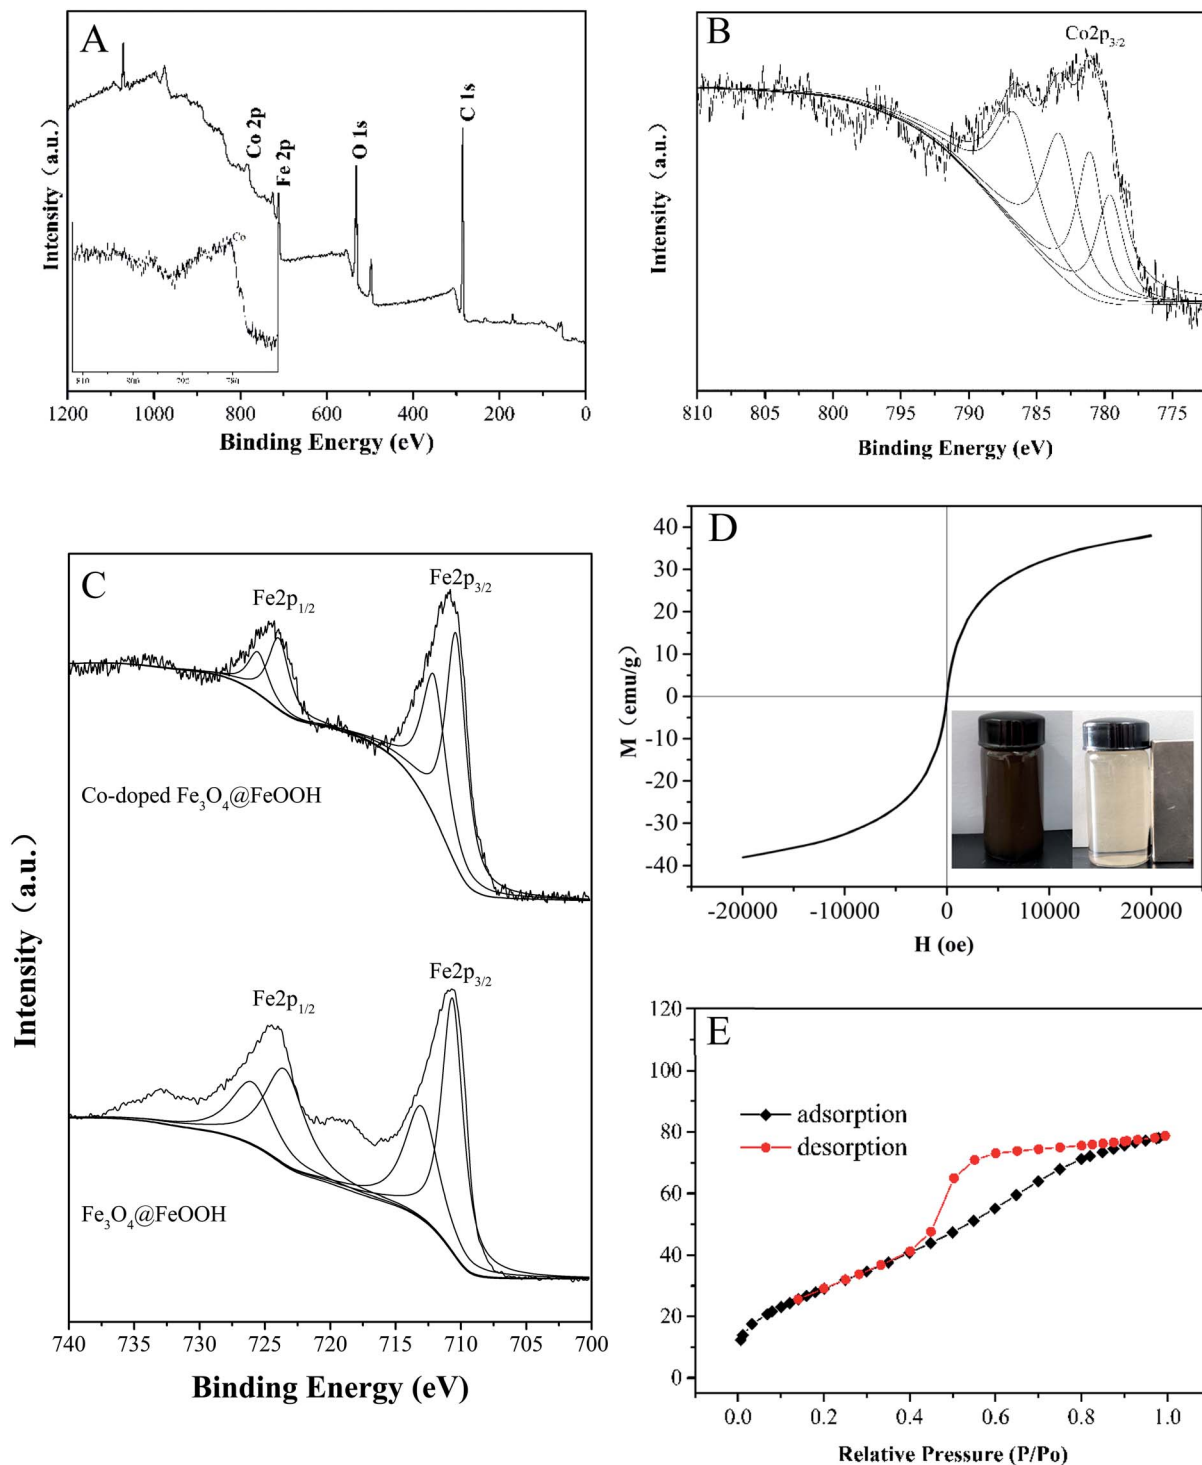 A
Co 2p
Fe 2p
O 1s
C 1s
Intensity (a.u.)
Co
810
792
780
1200 1000 800 600 400 200 0
Binding Energy (eV)
B
Co2p3/2
Intensity (a.u.)
810 805 800 795 790 785 780 775
Binding Energy (eV)
C
Fe2p1/2
Fe2p3/2
Co-doped Fe3O4@FeOOH
Fe2p1/2
Fe2p3/2
Fe3O4@FeOOH
Intensity (a.u.)
740 735 730 725 720 715 710 705 700
Binding Energy (eV)
D
40
30
20
10
0
-10
-20
-30
-40
M (emu/g)
-20000 -10000 0 10000 20000
H (oe)
E
120
100
80
60
40
20
0
adsorption
desorption
0.0 0.2 0.4 0.6 0.8 1.0
Relative Pressure (P/Po)